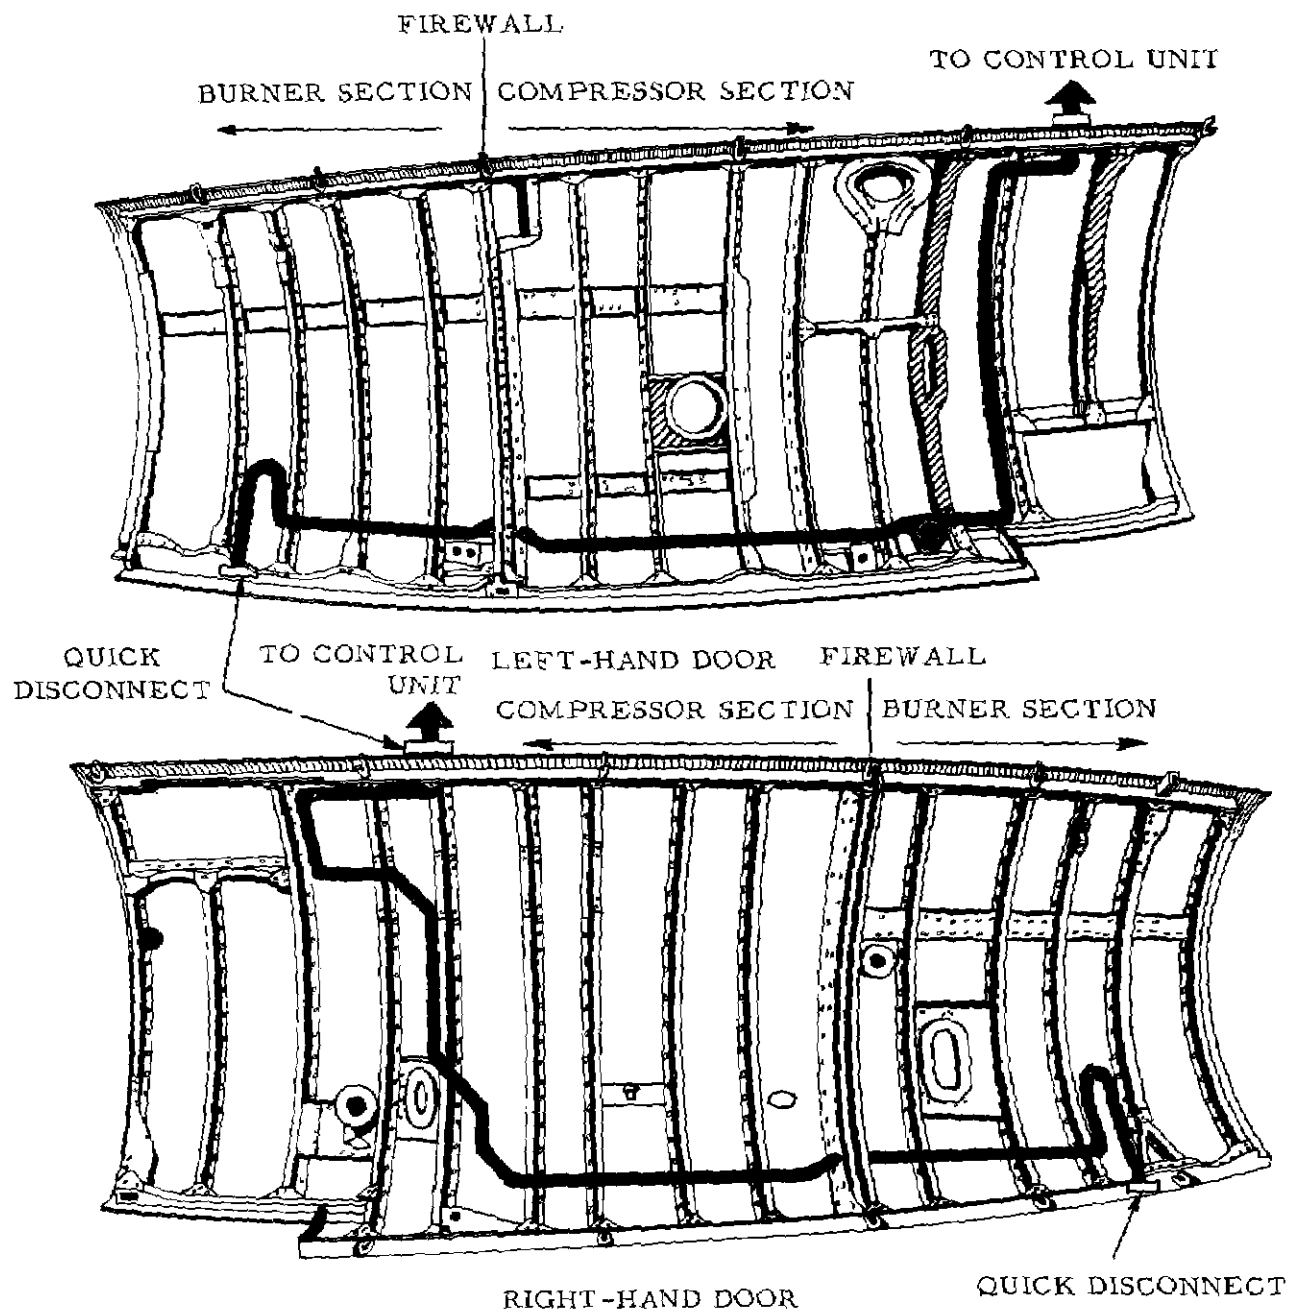 FIREWALL
TO CONTROL UNIT
BURNER SECTION COMPRESSOR SECTION
QUICK
DISCONNECT
TO CONTROL
UNIT
LEFT-HAND DOOR
FIREWALL
COMPRESSOR SECTION BURNER SECTION
QUICK DISCONNECT
RIGHT-HAND DOOR